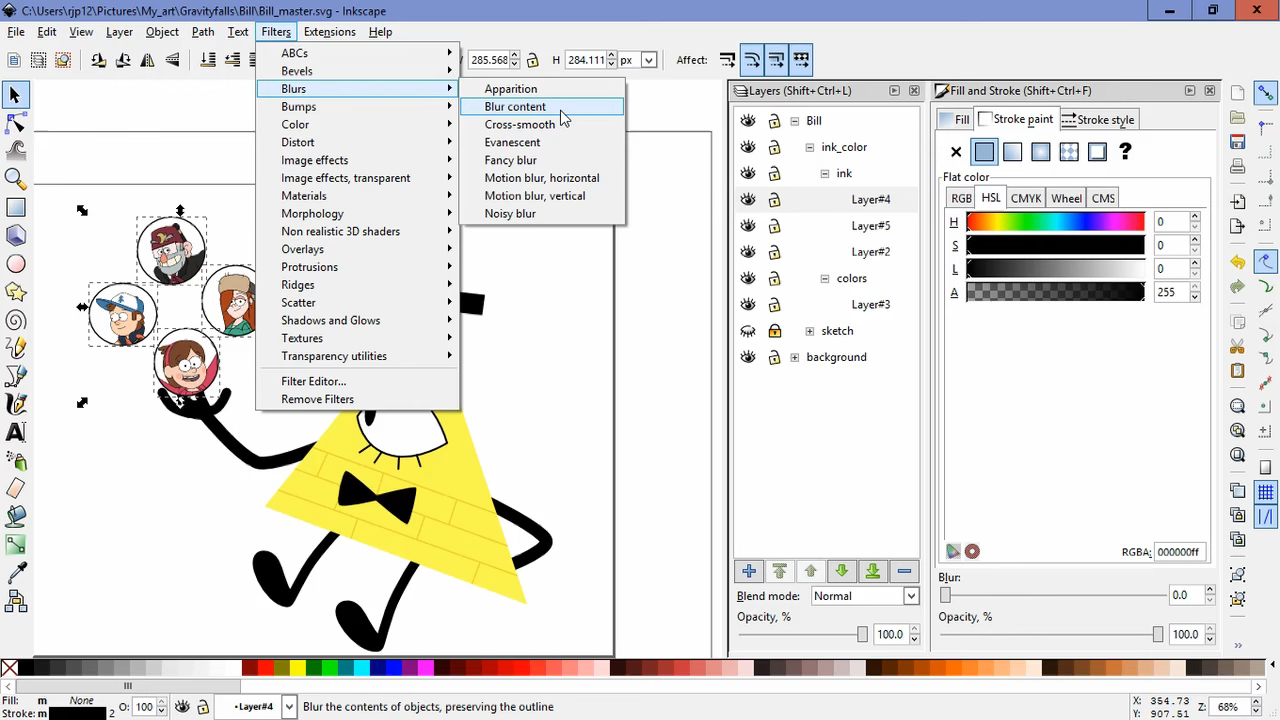 C:\Users\rjp12\Pictures\My_art\Gravityfalls\Bill\Bill_master.svg - Inkscape
File Edit View Layer Object Path Text Filters Extensions Help
285.568 H 284.111 px Affect:
ABCs
Bevels
Blurs
Bumps
Color
Distort
Image effects
Image effects, transparent
Materials
Morphology
Non realistic 3D shaders
Overlays
Protrusions
Ridges
Scatter
Shadows and Glows
Textures
Transparency utilities
Filter Editor...
Remove Filters
Apparition
Blur content
Cross-smooth
Evanescent
Fancy blur
Motion blur, horizontal
Motion blur, vertical
Noisy blur
Layers (Shift+Ctrl+L)
Bill
ink_color
ink
Layer#4
Layer#5
Layer#2
colors
Layer#3
sketch
background
Blend mode: Normal
Opacity, %
100.0
Fill and Stroke (Shift+Ctrl+F)
Fill Stroke paint Stroke style
?
Flat color
RGB HSL CMYK Wheel CMS
H 0
S 0
L 0
A 255
RGBA: 000000ff
Blur:
0.0
Opacity, %
100.0
Fill: m None
Stroke: m 2
O: 100
•Layer#4
Blur the contents of objects, preserving the outline
X: 354.73
Y: 907.51
Z: 68%